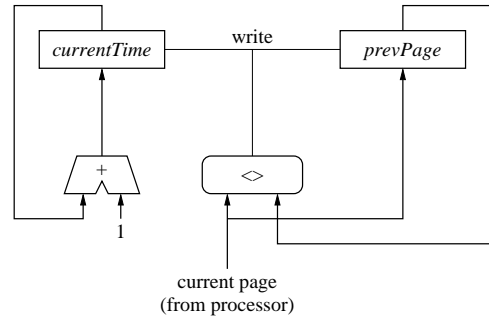 write
currentTime
prevPage
+
<>
1
current page
(from processor)